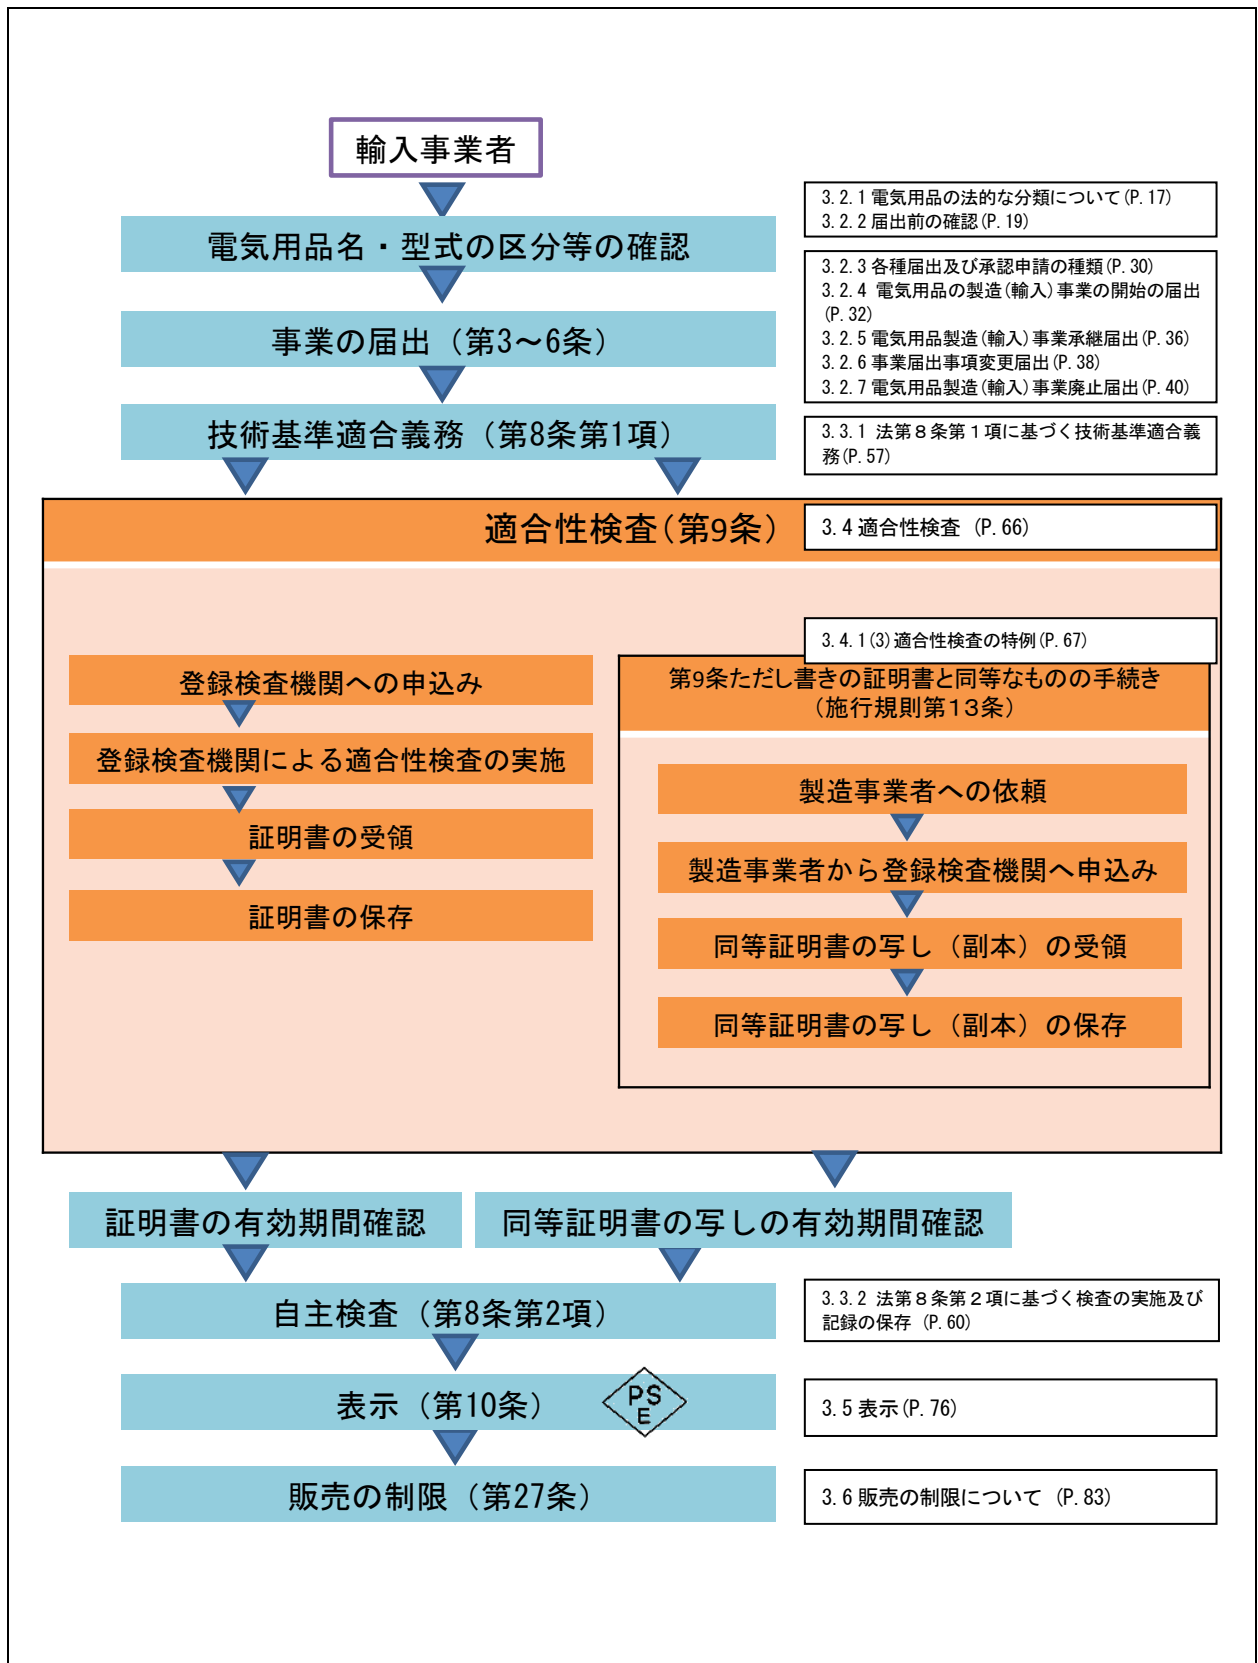 輸入事業者
3.2.1 電気用品の法的な分類について(P.17)
3.2.2 届出前の確認(P.19)
電気用品名・型式の区分等の確認
3.2.3 各種届出及び承認申請の種類(P.30)
3.2.4 電気用品の製造(輸入)事業の開始の届出
(P.32)
3.2.5 電気用品製造(輸入)事業承継届出(P.36)
3.2.6 事業届出事項変更届出(P.38)
3.2.7 電気用品製造(輸入)事業廃止届出(P.40)
事業の届出（第3～6条）
技術基準適合義務（第8条第1項）
3.3.1 法第８条第１項に基づく技術基準適合義
務(P.57)
適合性検査(第9条)
3.4 適合性検査 (P.66)
3.4.1(3)適合性検査の特例(P.67)
登録検査機関への申込み
登録検査機関による適合性検査の実施
証明書の受領
証明書の保存
第9条ただし書きの証明書と同等なものの手続き
（施行規則第１３条）
製造事業者への依頼
製造事業者から登録検査機関へ申込み
同等証明書の写し（副本）の受領
同等証明書の写し（副本）の保存
証明書の有効期間確認
同等証明書の写しの有効期間確認
自主検査（第8条第2項）
3.3.2 法第８条第２項に基づく検査の実施及び
記録の保存 (P.60)
表示（第10条）
PS
E
3.5 表示(P.76)
販売の制限（第27条）
3.6 販売の制限について (P.83)